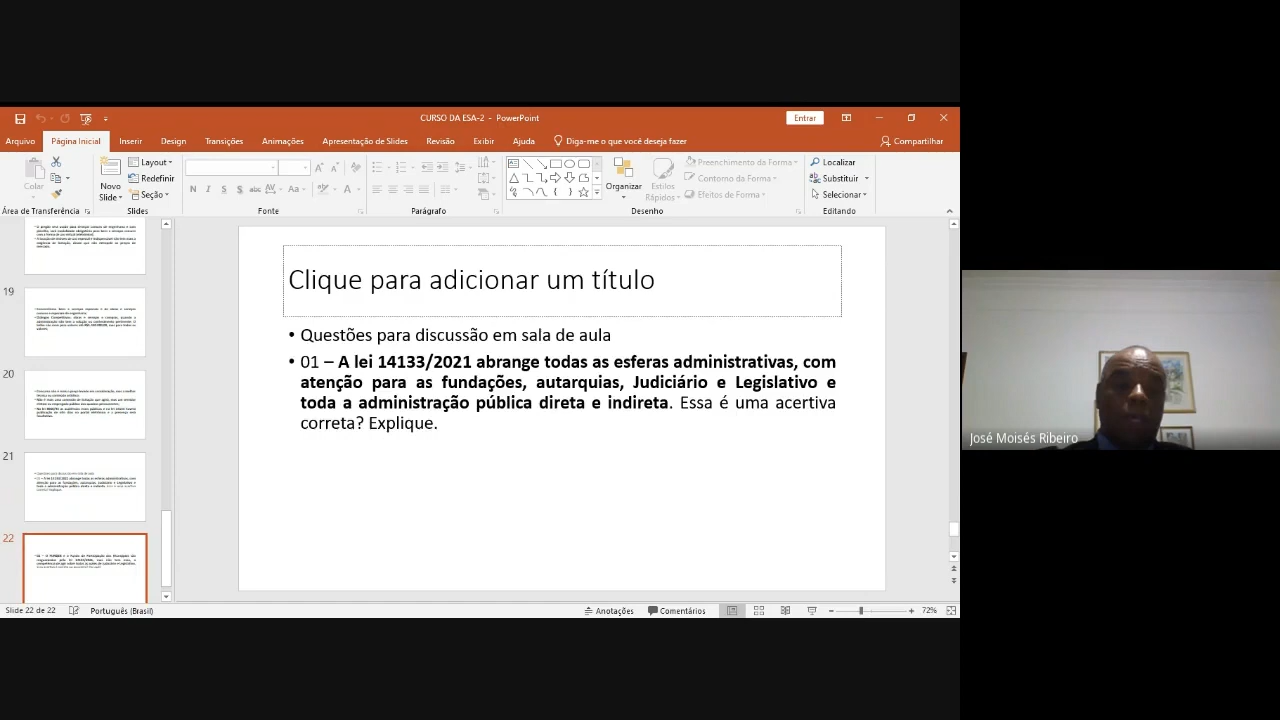 CURSO DA ESA-2 - PowerPoint
Entrar
Arquivo Página Inicial Inserir Design Transições Animações Apresentação de Slides Revisão Exibir Ajuda Diga-me o que você deseja fazer Compartilhar
Colar
Novo Slide
Layout
Redefinir
Seção
N I S S abc AV Aa A
Organizar
Estilos Rápidos
Preenchimento da Forma
Contorno da Forma
Efeitos de Forma
Localizar
Substituir
Selecionar
Área de Transferência Slides Fonte Parágrafo Desenho Editando
19
20
21
22
Clique para adicionar um título
• Questões para discussão em sala de aula
• 01 – A lei 14133/2021 abrange todas as esferas administrativas, com
atenção para as fundações, autarquias, Judiciário e Legislativo e
toda a administração pública direta e indireta. Essa é uma acertiva
correta? Explique.
José Moisés Ribeiro
Slide 22 de 22 Português (Brasil) Anotações Comentários 72%